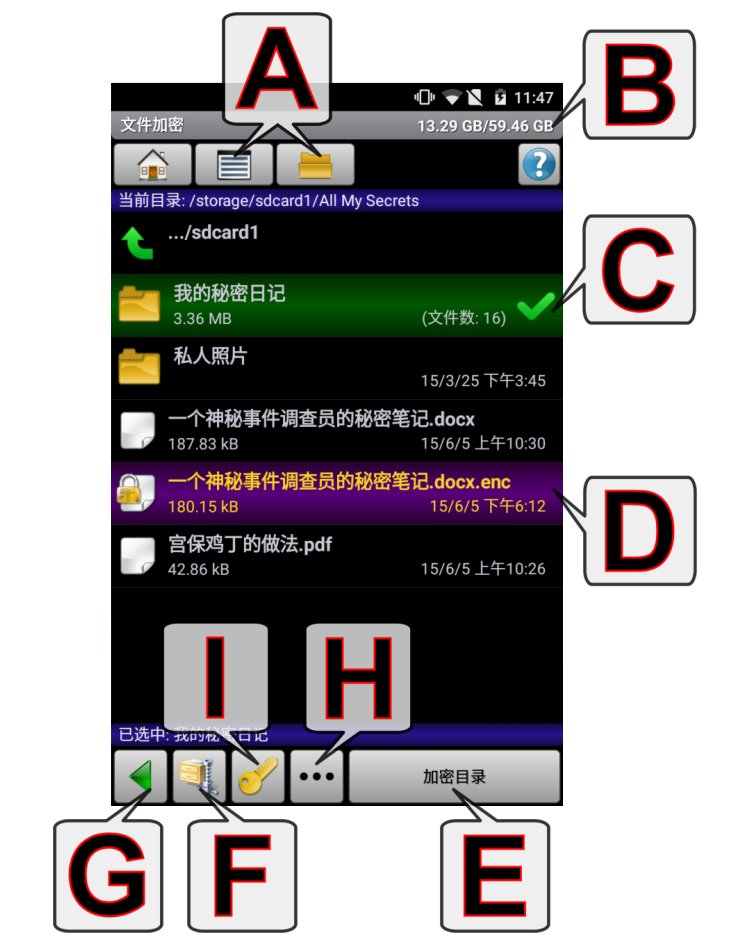 A
B
11:47
文件加密 13.29 GB/59.46 GB
?
当前目录: /storage/sdcard1/All My Secrets
.../sdcard1
C
我的秘密日记
3.36 MB (文件数: 16)
私人照片
15/3/25 下午3:45
一个神秘事件调查员的秘密笔记.docx
187.83 kB 15/6/5 上午10:30
一个神秘事件调查员的秘密笔记.docx.enc
180.15 kB 15/6/5 下午6:12
D
宫保鸡丁的做法.pdf
42.86 kB 15/6/5 上午10:26
I
H
已选中: 我的秘密日记
加密目录
G
F
E